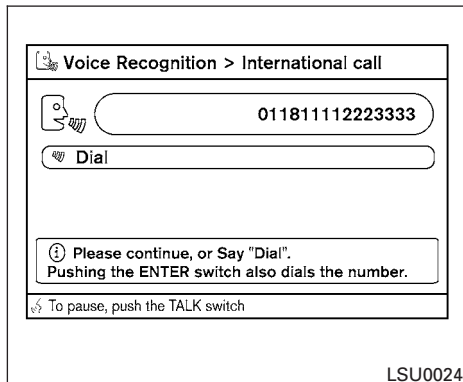 Voice Recognition > International call
011811112223333
Dial
Please continue, or Say "Dial".
Pushing the ENTER switch also dials the number.
To pause, push the TALK switch
LSU0024